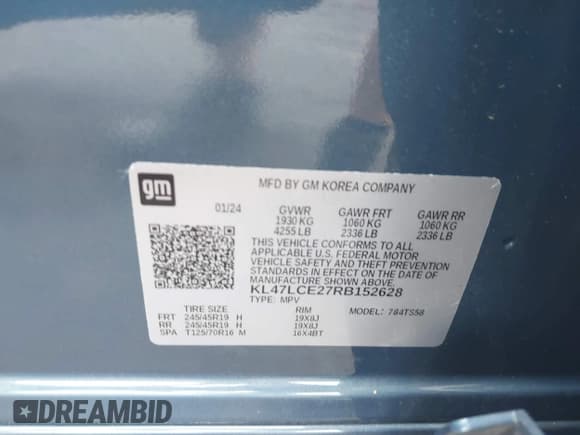 gm
MFD BY GM KOREA COMPANY
01/24
GVWR GAWR FRT GAWR RR
1930 KG 1060 KG 1060 KG
4255 LB 2336 LB 2336 LB
THIS VEHICLE CONFORMS TO ALL
APPLICABLE U.S. FEDERAL MOTOR
VEHICLE SAFETY AND THEFT PREVENTION
STANDARDS IN EFFECT ON THE DATE OF
MANUFACTURE SHOWN ABOVE.
KL47LCE27RB152628
TYPE: MPV MODEL: 784TS58
TIRE SIZE RIM
FRT 245/45R19 H 19X8J
RR 245/45R19 H 19X8J
SPA T125/70R16 M 16X4BT
DREAMBID